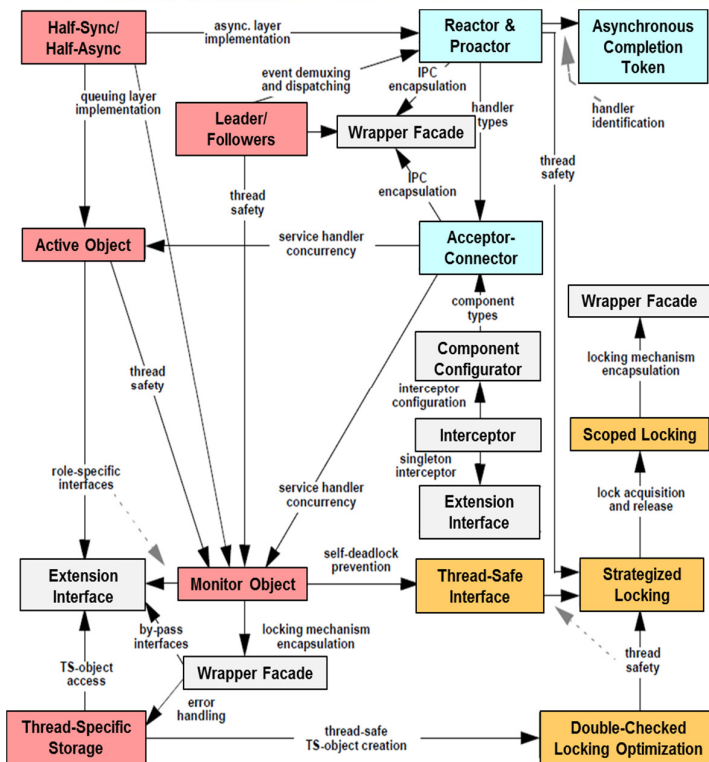 Half-Sync/
Half-Async
async. layer
implementation
Reactor &
Proactor
Asynchronous
Completion
Token
event demuxing
and dispatching
IPC
encapsulation
queuing layer
implementation
handler
types
handler
identification
Leader/
Followers
Wrapper Facade
thread
safety
thread
safety
IPC
encapsulation
Active Object
service handler
concurrency
Acceptor-
Connector
component
types
Wrapper Facade
Component
Configurator
locking mechanism
encapsulation
thread
safety
interceptor
configuration
Interceptor
Scoped Locking
singleton
interceptor
role-specific
interfaces
service handler
concurrency
Extension
Interface
lock acquisition
and release
self-deadlock
prevention
Extension
Interface
Monitor Object
Thread-Safe
Interface
Strategized
Locking
by-pass
interfaces
locking mechanism
encapsulation
TS-object
access
Wrapper Facade
thread
safety
error
handling
Thread-Specific
Storage
thread-safe
TS-object creation
Double-Checked
Locking Optimization